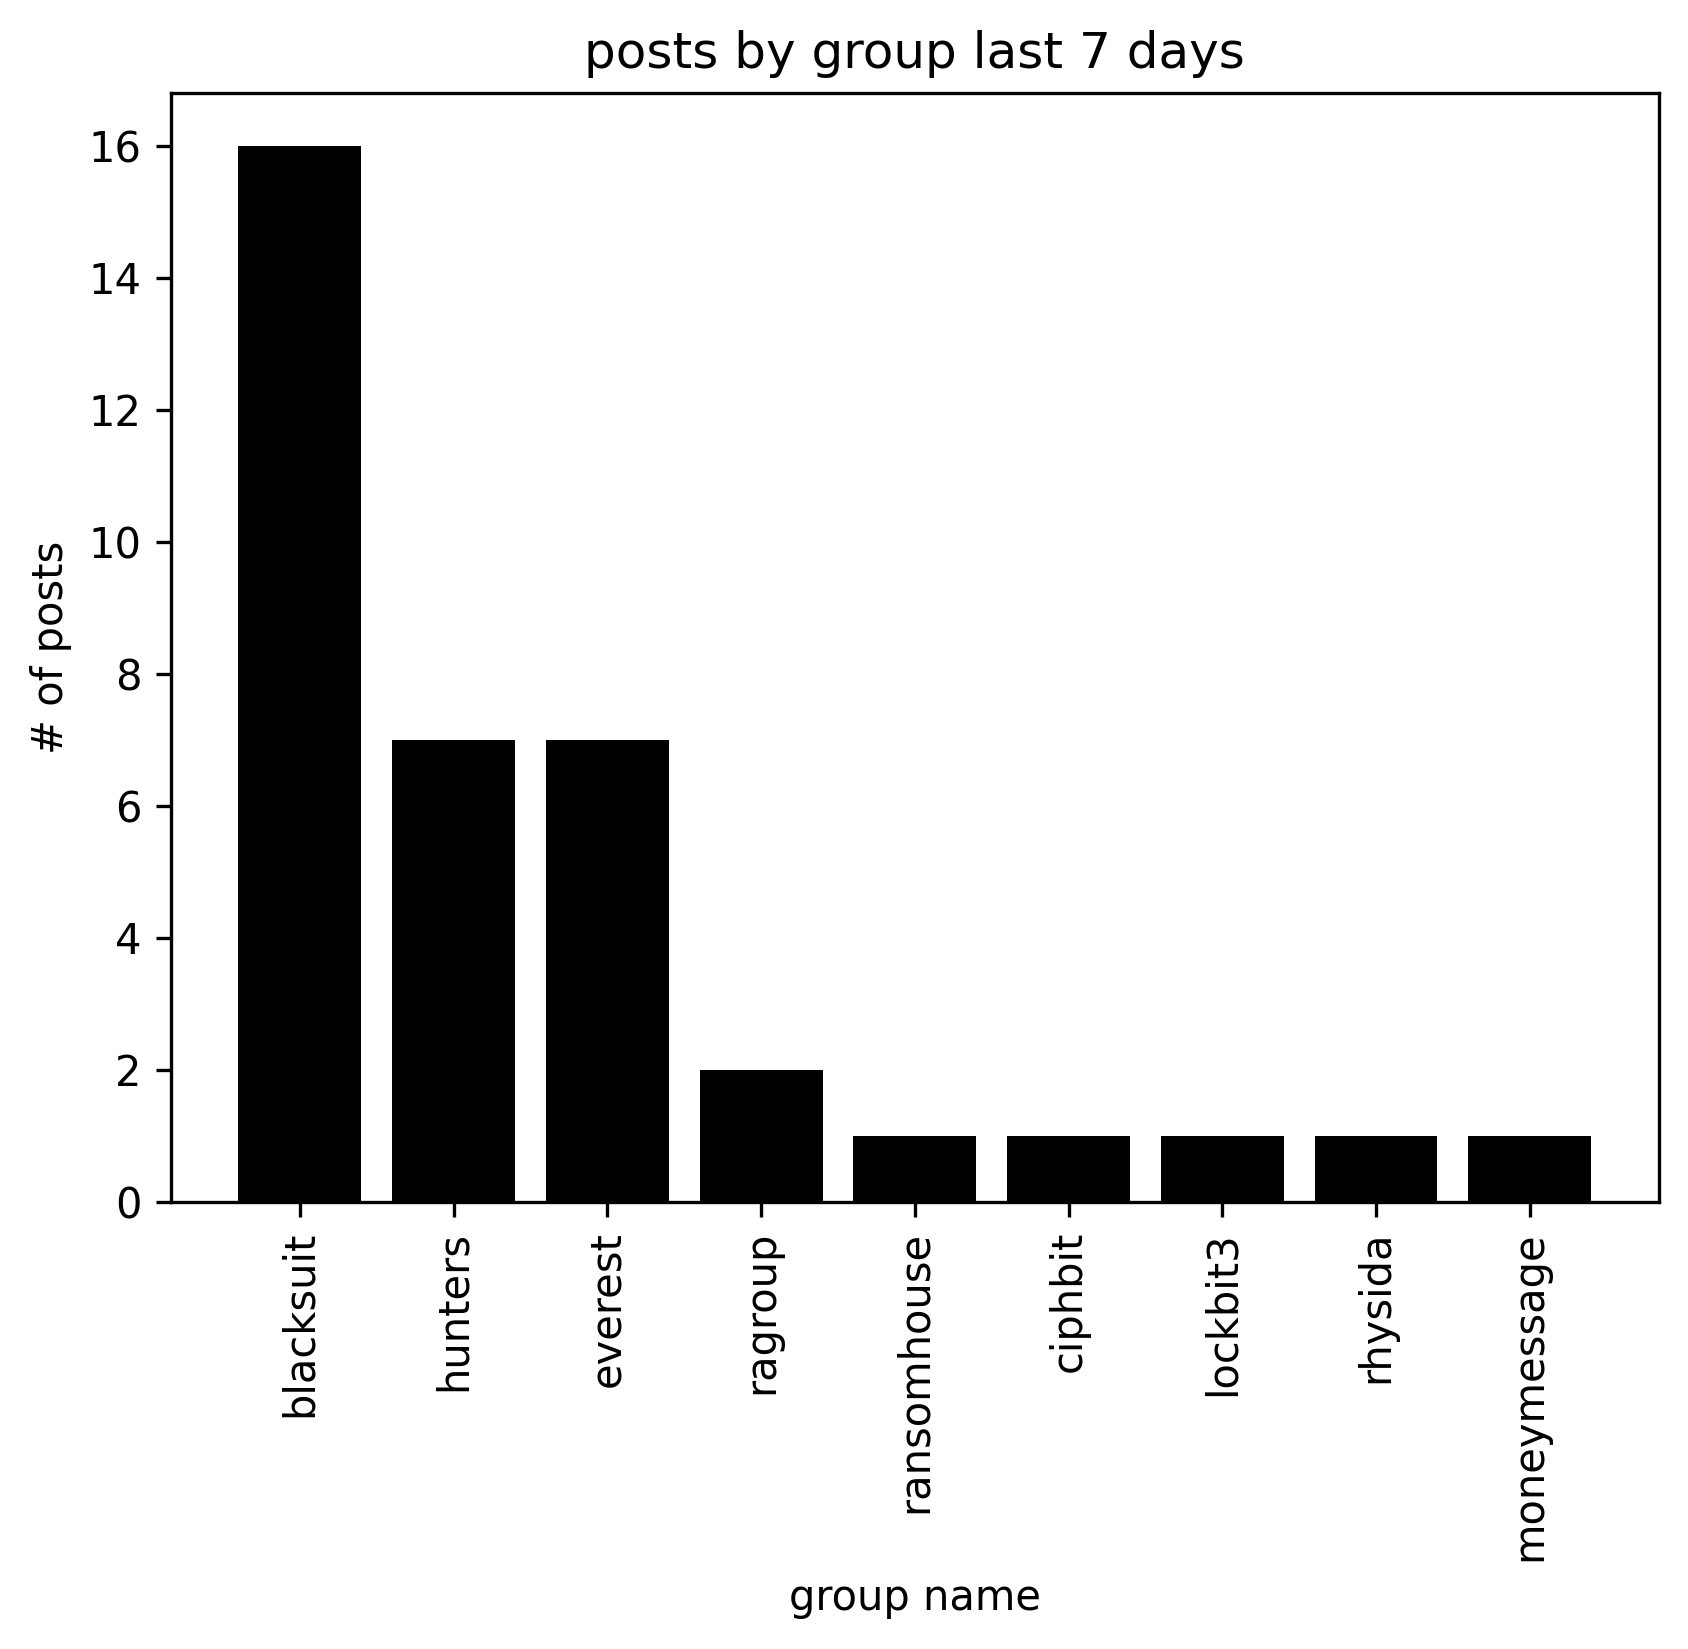 posts by group last 7 days
# of posts
16
14
12
10
8
6
4
2
0
blacksuit
hunters
everest
ragroup
ransomhouse
ciphbit
lockbit3
rhysida
moneymessage
group name